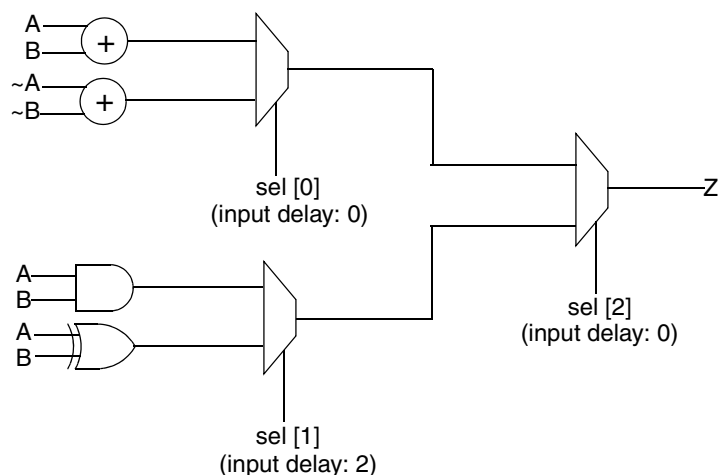 A
B
+
~A
~B
+
sel [0]
(input delay: 0)
Z
A
B
A
B
sel [2]
(input delay: 0)
sel [1]
(input delay: 2)